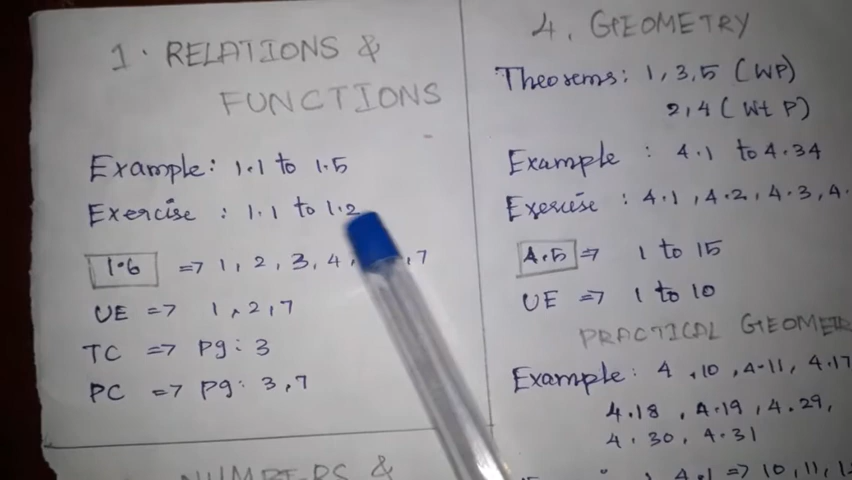 1. RELATIONS &
FUNCTIONS
Example: 1.1 to 1.5
Exercise : 1.1 to 1.2
1.6 => 1, 2, 3, 4, , 7
UE => 1, 2, 7
TC => Pg: 3
PC => Pg: 3, 7
NUMBERS &
4. GEOMETRY
Theorems: 1, 3, 5 (WP)
2, 4 (Wt P)
Example : 4.1 to 4.34
Exercise : 4.1, 4.2, 4.3, 4.
4.5 => 1 to 15
UE => 1 to 10
PRACTICAL GEOMETR
Example: 4.10, 4.11, 4.17
4.18, 4.19, 4.29,
4.30, 4.31
4.1 => 10, 11,